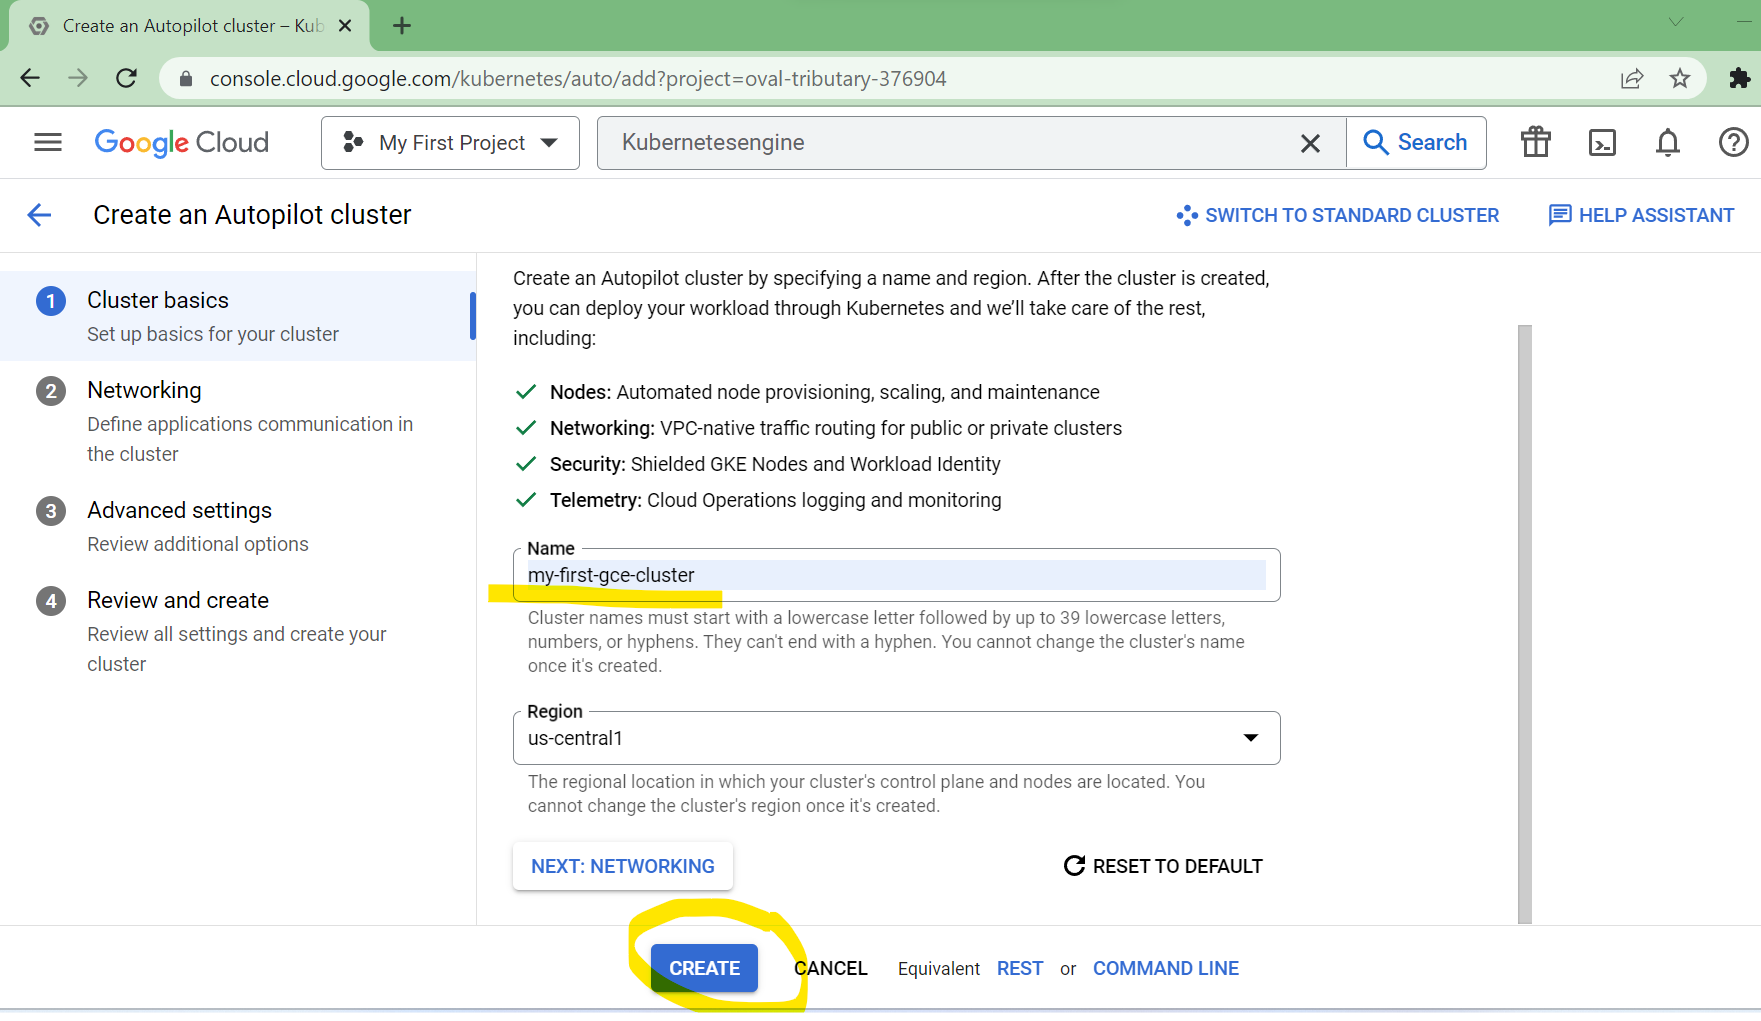 Create an Autopilot cluster – Kub
console.cloud.google.com/kubernetes/auto/add?project=oval-tributary-376904
Google Cloud
My First Project
Kubernetesengine
Search
Create an Autopilot cluster
SWITCH TO STANDARD CLUSTER
HELP ASSISTANT
1 Cluster basics
Set up basics for your cluster
2 Networking
Define applications communication in
the cluster
3 Advanced settings
Review additional options
4 Review and create
Review all settings and create your
cluster
Create an Autopilot cluster by specifying a name and region. After the cluster is created,
you can deploy your workload through Kubernetes and we’ll take care of the rest,
including:
Nodes: Automated node provisioning, scaling, and maintenance
Networking: VPC-native traffic routing for public or private clusters
Security: Shielded GKE Nodes and Workload Identity
Telemetry: Cloud Operations logging and monitoring
Name
my-first-gce-cluster
Cluster names must start with a lowercase letter followed by up to 39 lowercase letters,
numbers, or hyphens. They can't end with a hyphen. You cannot change the cluster's name
once it's created.
Region
us-central1
The regional location in which your cluster's control plane and nodes are located. You
cannot change the cluster's region once it's created.
NEXT: NETWORKING
RESET TO DEFAULT
CREATE
CANCEL
Equivalent REST or COMMAND LINE